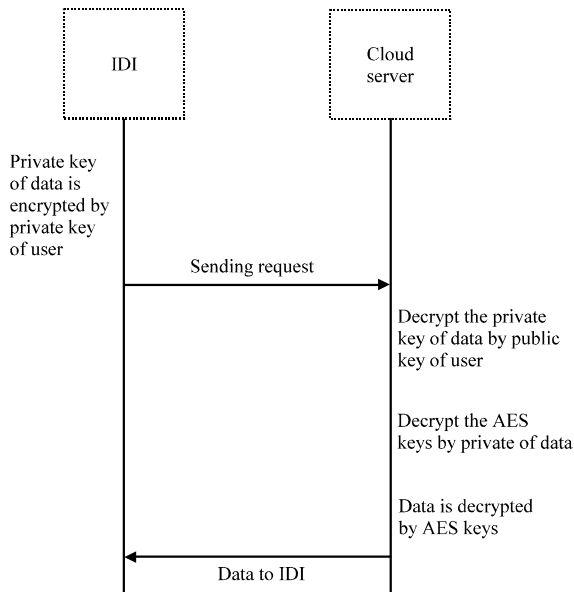 IDI
Cloud
server
Private key
of data is
encrypted by
private key
of user
Sending request
Decrypt the private
key of data by public
key of user
Decrypt the AES
keys by private of data
Data is decrypted
by AES keys
Data to IDI